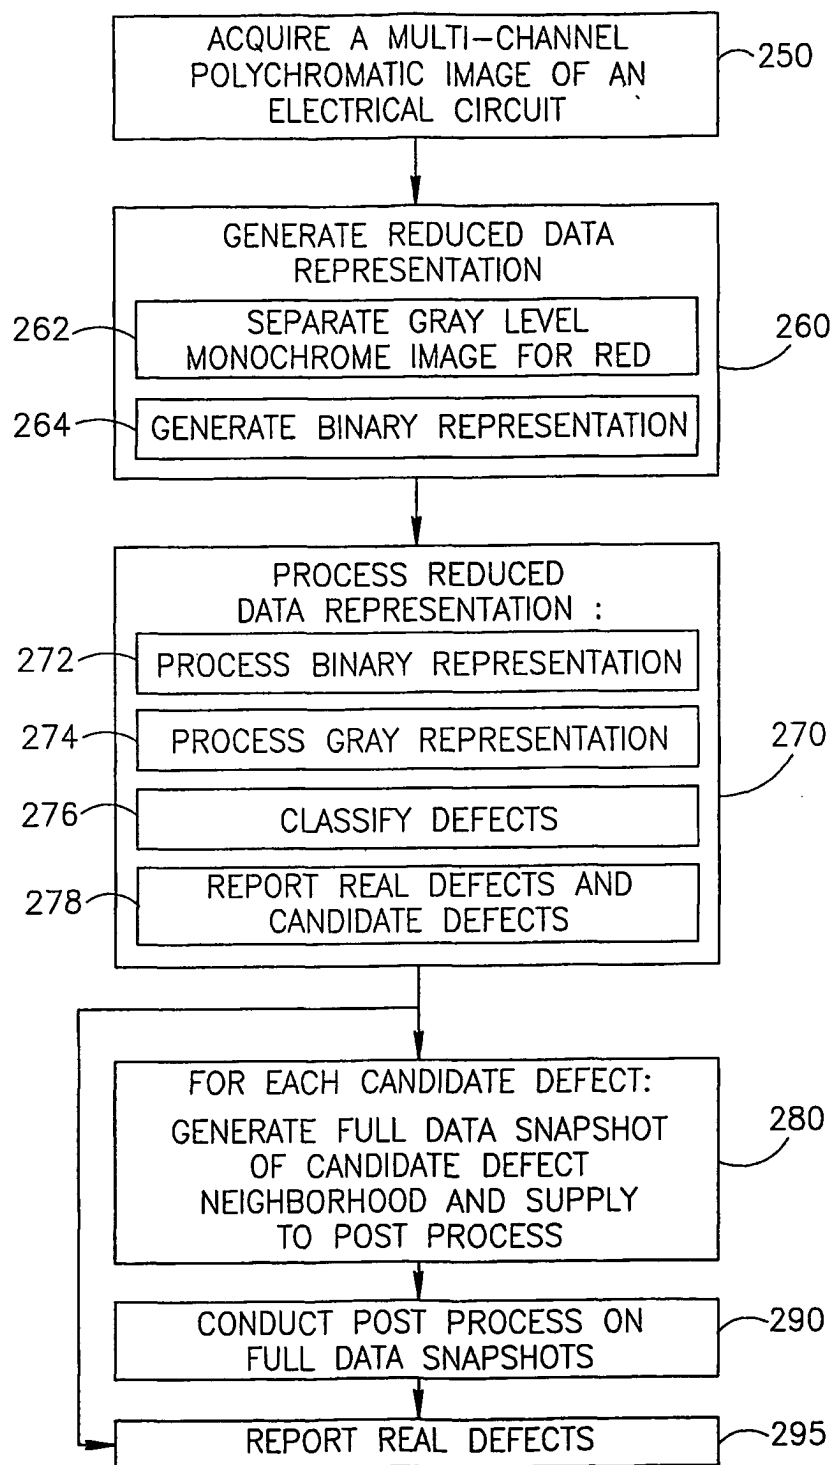 ACQUIRE A MULTI-CHANNEL
POLYCHROMATIC IMAGE OF AN
ELECTRICAL CIRCUIT
250
GENERATE REDUCED DATA
REPRESENTATION
262
SEPARATE GRAY LEVEL
MONOCHROME IMAGE FOR RED
260
264
GENERATE BINARY REPRESENTATION
PROCESS REDUCED
DATA REPRESENTATION :
272
PROCESS BINARY REPRESENTATION
274
PROCESS GRAY REPRESENTATION
270
276
CLASSIFY DEFECTS
278
REPORT REAL DEFECTS AND
CANDIDATE DEFECTS
FOR EACH CANDIDATE DEFECT:
GENERATE FULL DATA SNAPSHOT
OF CANDIDATE DEFECT
NEIGHBORHOOD AND SUPPLY
TO POST PROCESS
280
CONDUCT POST PROCESS ON
FULL DATA SNAPSHOTS
290
REPORT REAL DEFECTS
295